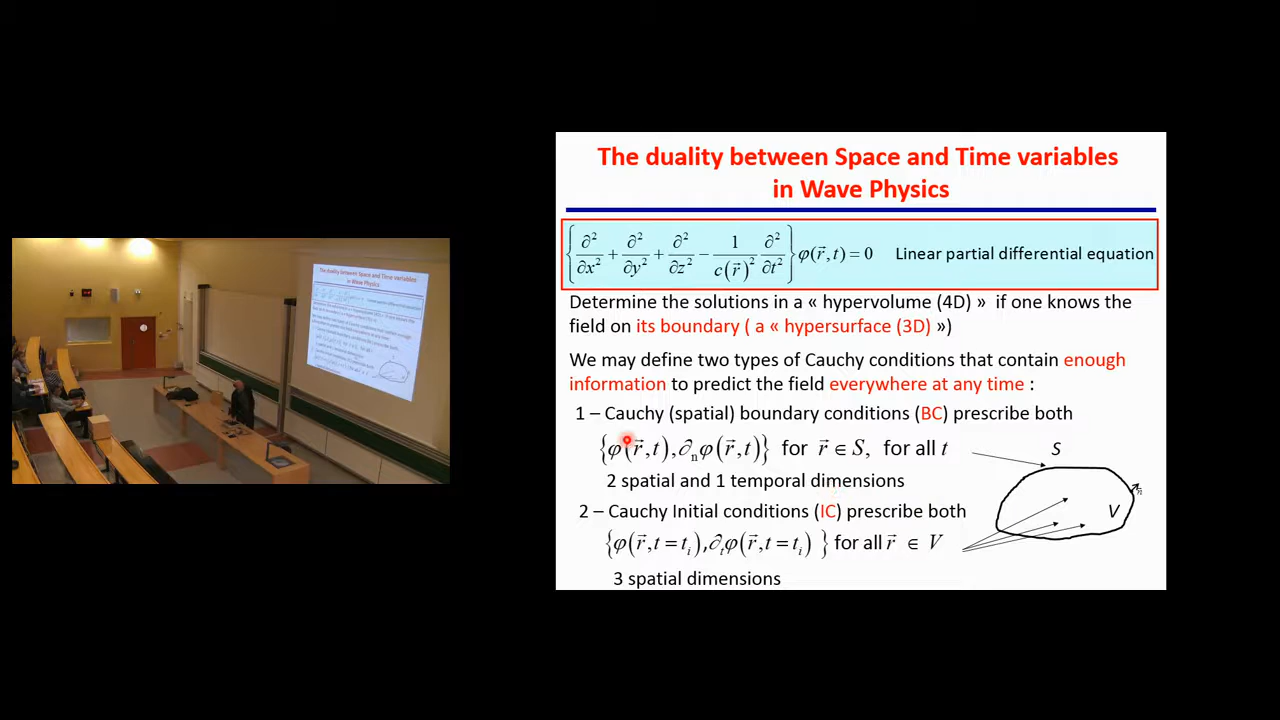 The duality between Space and Time variables
in Wave Physics
{∂²/∂x² + ∂²/∂y² + ∂²/∂z² − 1/c(r⃗)² ∂²/∂t²} φ(r⃗,t) = 0 Linear partial differential equation
Determine the solutions in a « hypervolume (4D) » if one knows the
field on its boundary ( a « hypersurface (3D) »)
We may define two types of Cauchy conditions that contain enough
information to predict the field everywhere at any time :
1 – Cauchy (spatial) boundary conditions (BC) prescribe both
{φ(r⃗,t),∂ₙφ(r⃗,t)} for r⃗ ∈ S, for all t
S
2 spatial and 1 temporal dimensions
n⃗
V
2 – Cauchy Initial conditions (IC) prescribe both
{φ(r⃗,t = tᵢ),∂ₜφ(r⃗,t = tᵢ) } for all r⃗ ∈ V
3 spatial dimensions